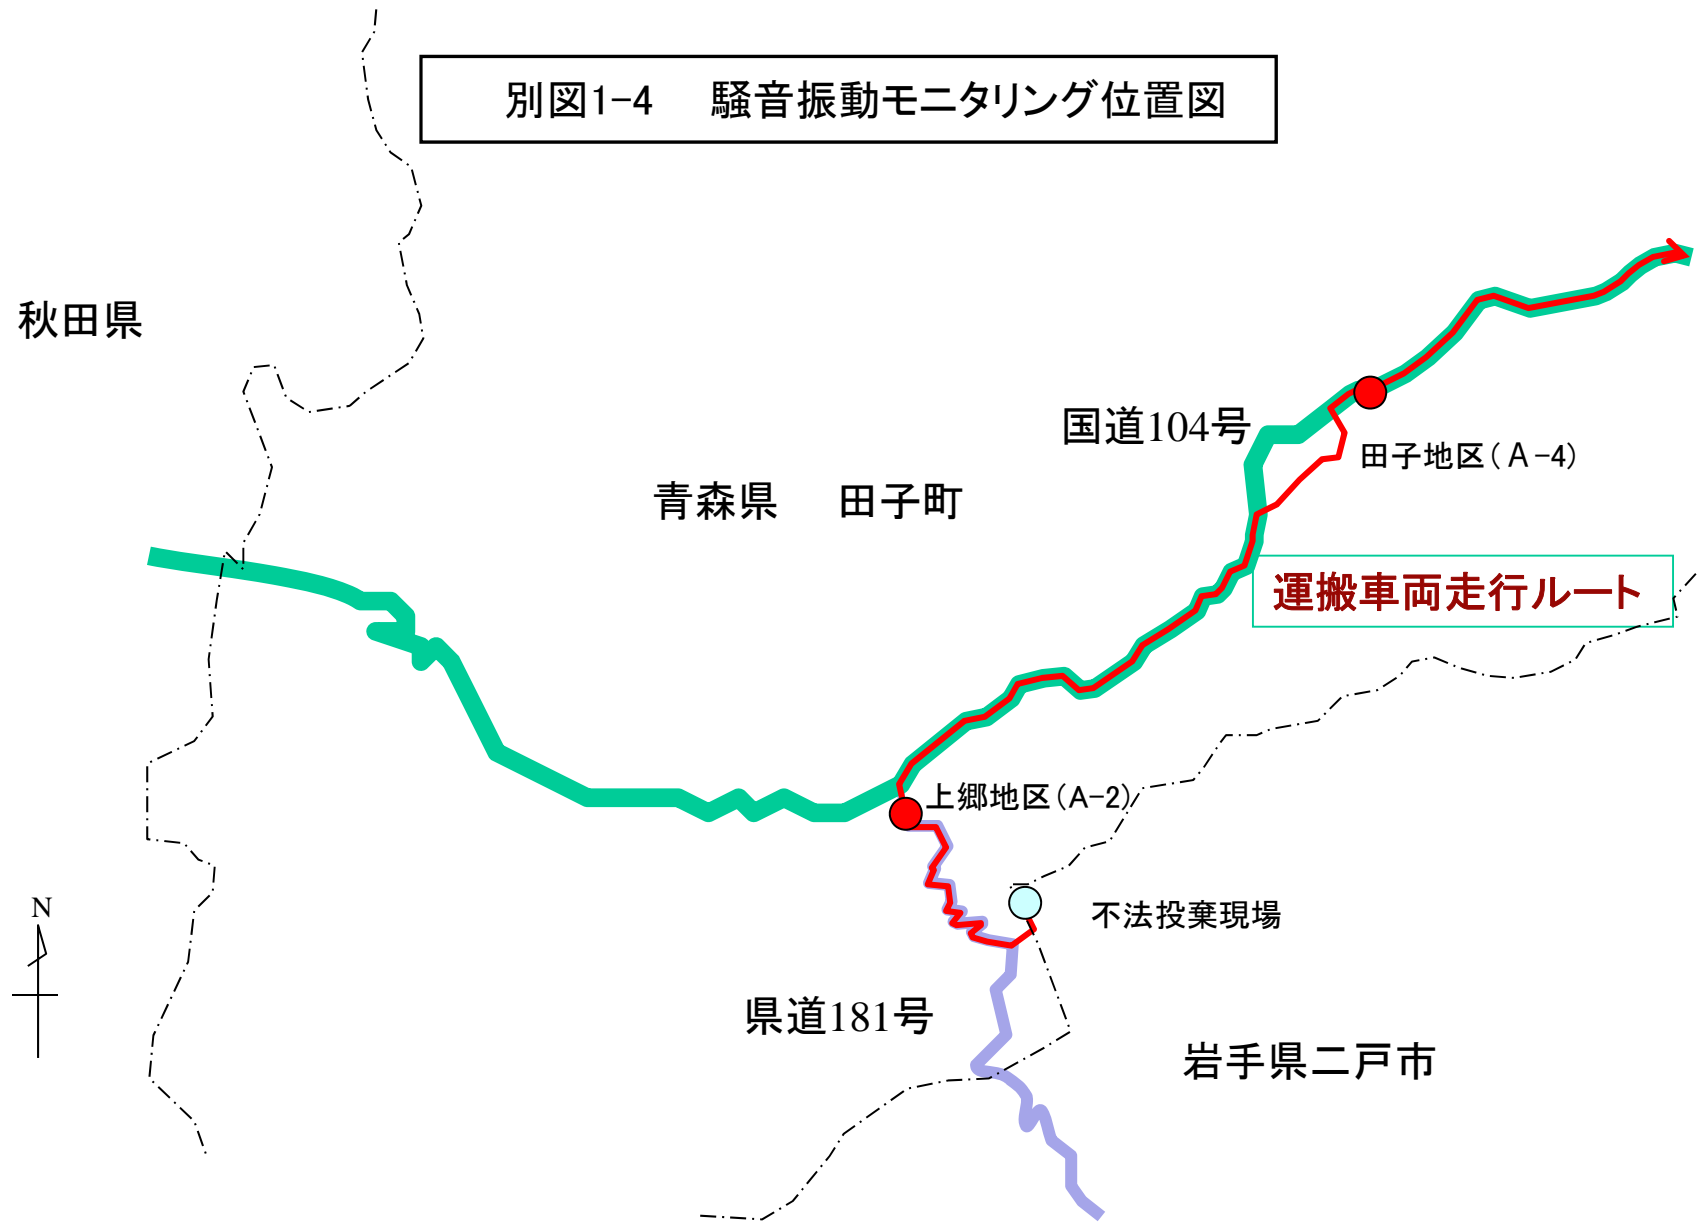 別図1-4　騒音振動モニタリング位置図
秋田県
国道104号
田子地区(A-4)
青森県　田子町
運搬車両走行ルート
上郷地区(A-2)
N
不法投棄現場
県道181号
岩手県二戸市